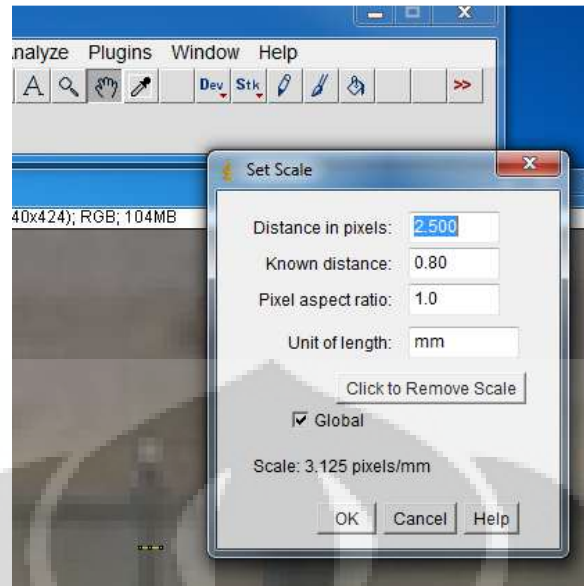 nalyze Plugins Window Help
A Dev Stk >>
Set Scale
40x424); RGB; 104MB
Distance in pixels: 2.500
Known distance: 0.80
Pixel aspect ratio: 1.0
Unit of length: mm
Click to Remove Scale
Global
Scale: 3.125 pixels/mm
OK Cancel Help